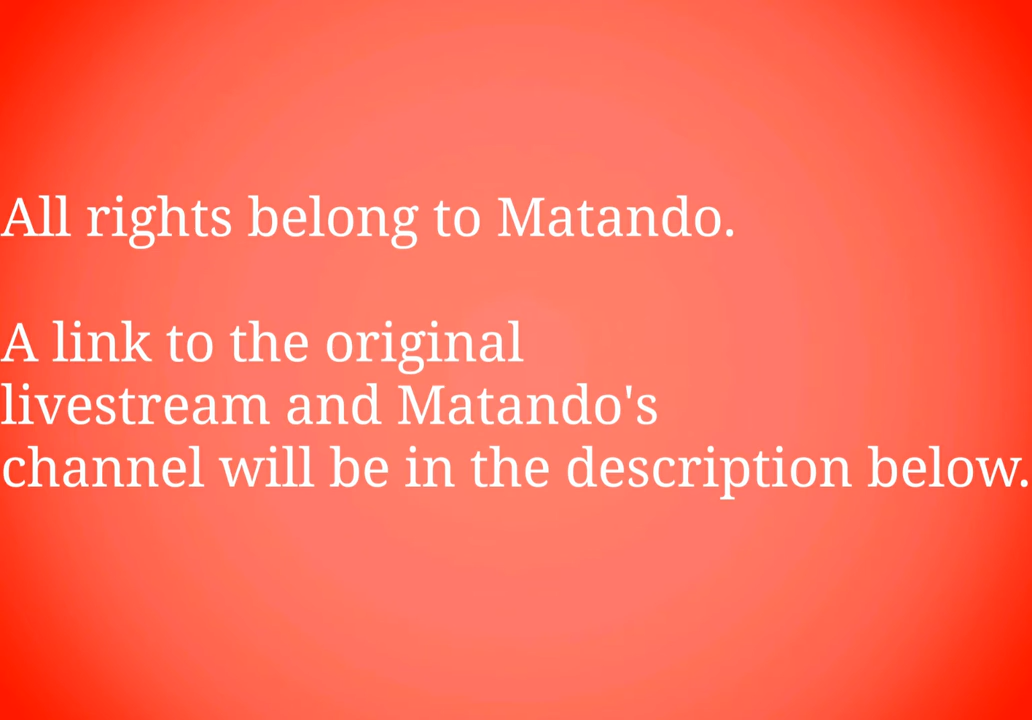 All rights belong to Matando.
A link to the original
livestream and Matando's
channel will be in the description below.